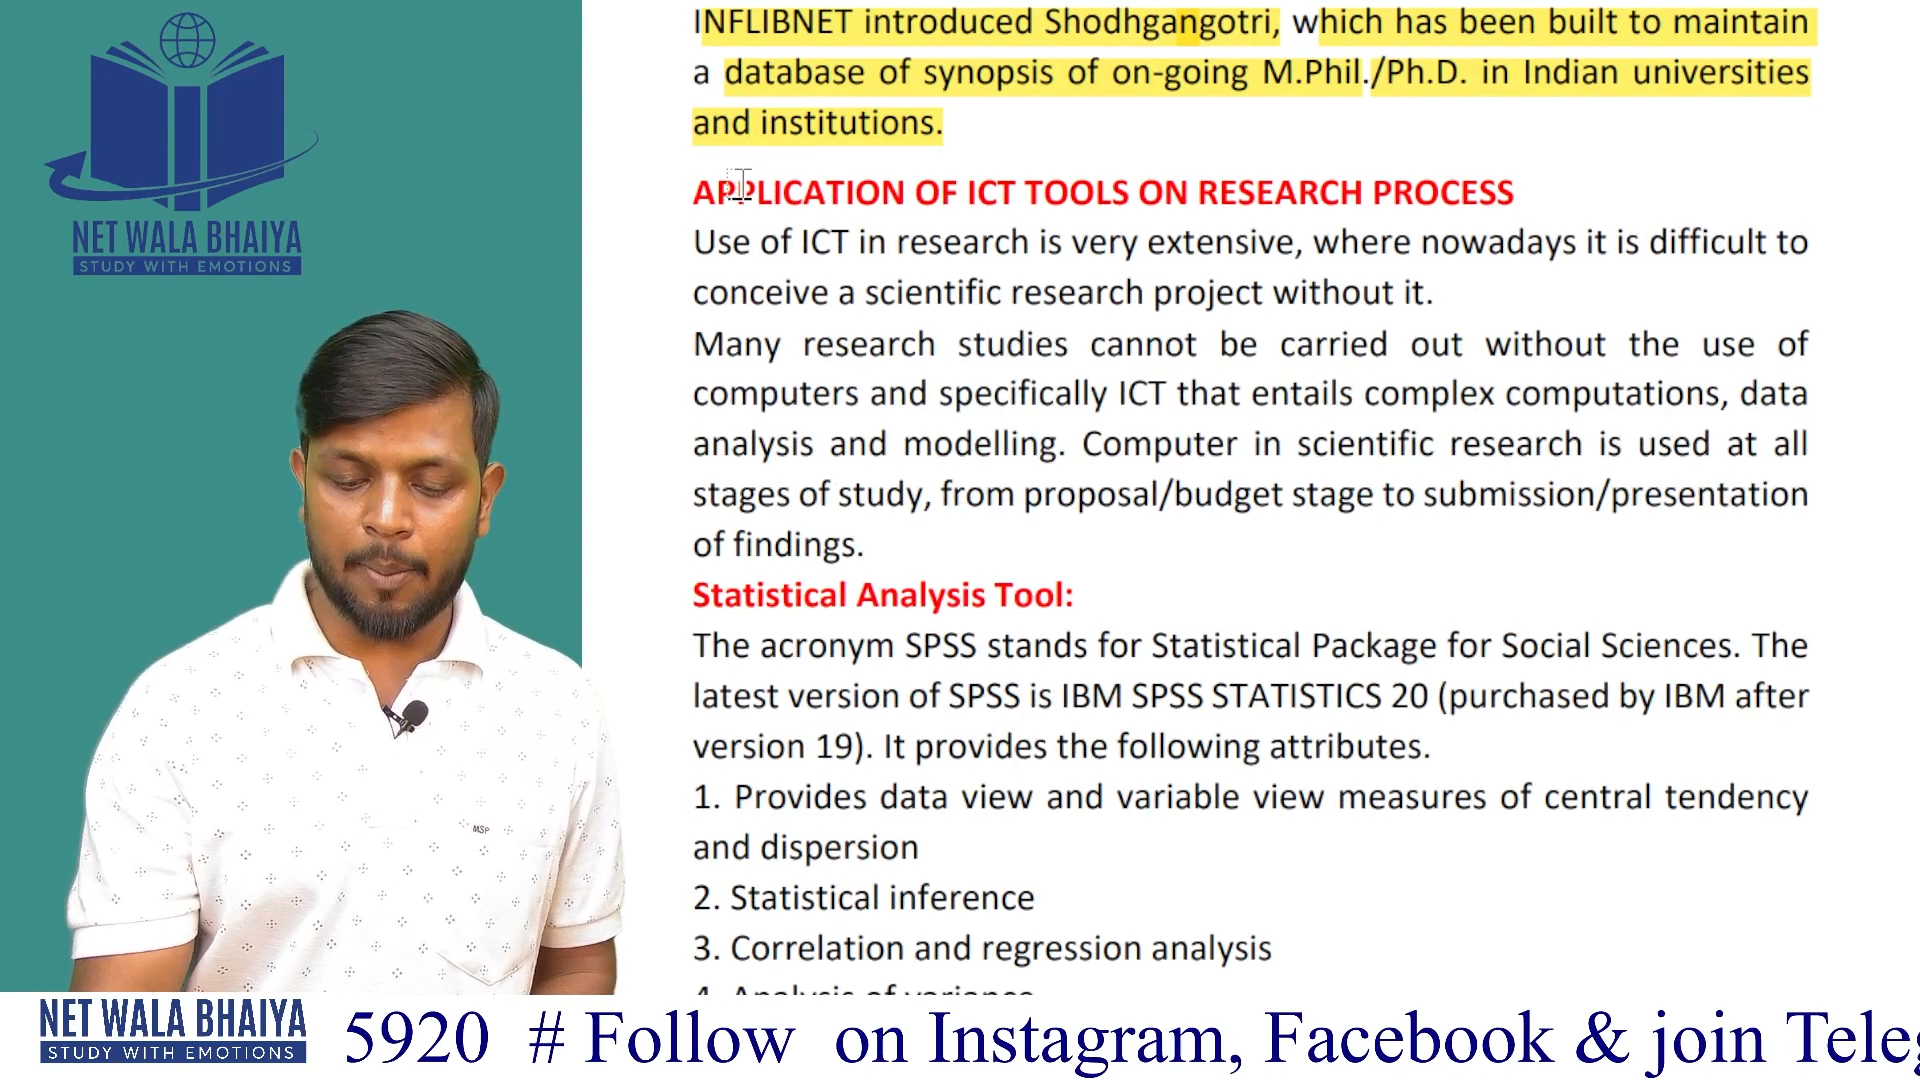 NET WALA BHAIYA
STUDY WITH EMOTIONS
INFLIBNET introduced Shodhgangotri, which has been built to maintain
a database of synopsis of on-going M.Phil./Ph.D. in Indian universities
and institutions.
APPLICATION OF ICT TOOLS ON RESEARCH PROCESS
Use of ICT in research is very extensive, where nowadays it is difficult to
conceive a scientific research project without it.
Many research studies cannot be carried out without the use of
computers and specifically ICT that entails complex computations, data
analysis and modelling. Computer in scientific research is used at all
stages of study, from proposal/budget stage to submission/presentation
of findings.
Statistical Analysis Tool:
The acronym SPSS stands for Statistical Package for Social Sciences. The
latest version of SPSS is IBM SPSS STATISTICS 20 (purchased by IBM after
version 19). It provides the following attributes.
1. Provides data view and variable view measures of central tendency
and dispersion
2. Statistical inference
3. Correlation and regression analysis
4. Analysis of variance
MSP
NET WALA BHAIYA
STUDY WITH EMOTIONS
5920 # Follow on Instagram, Facebook & join Teleg